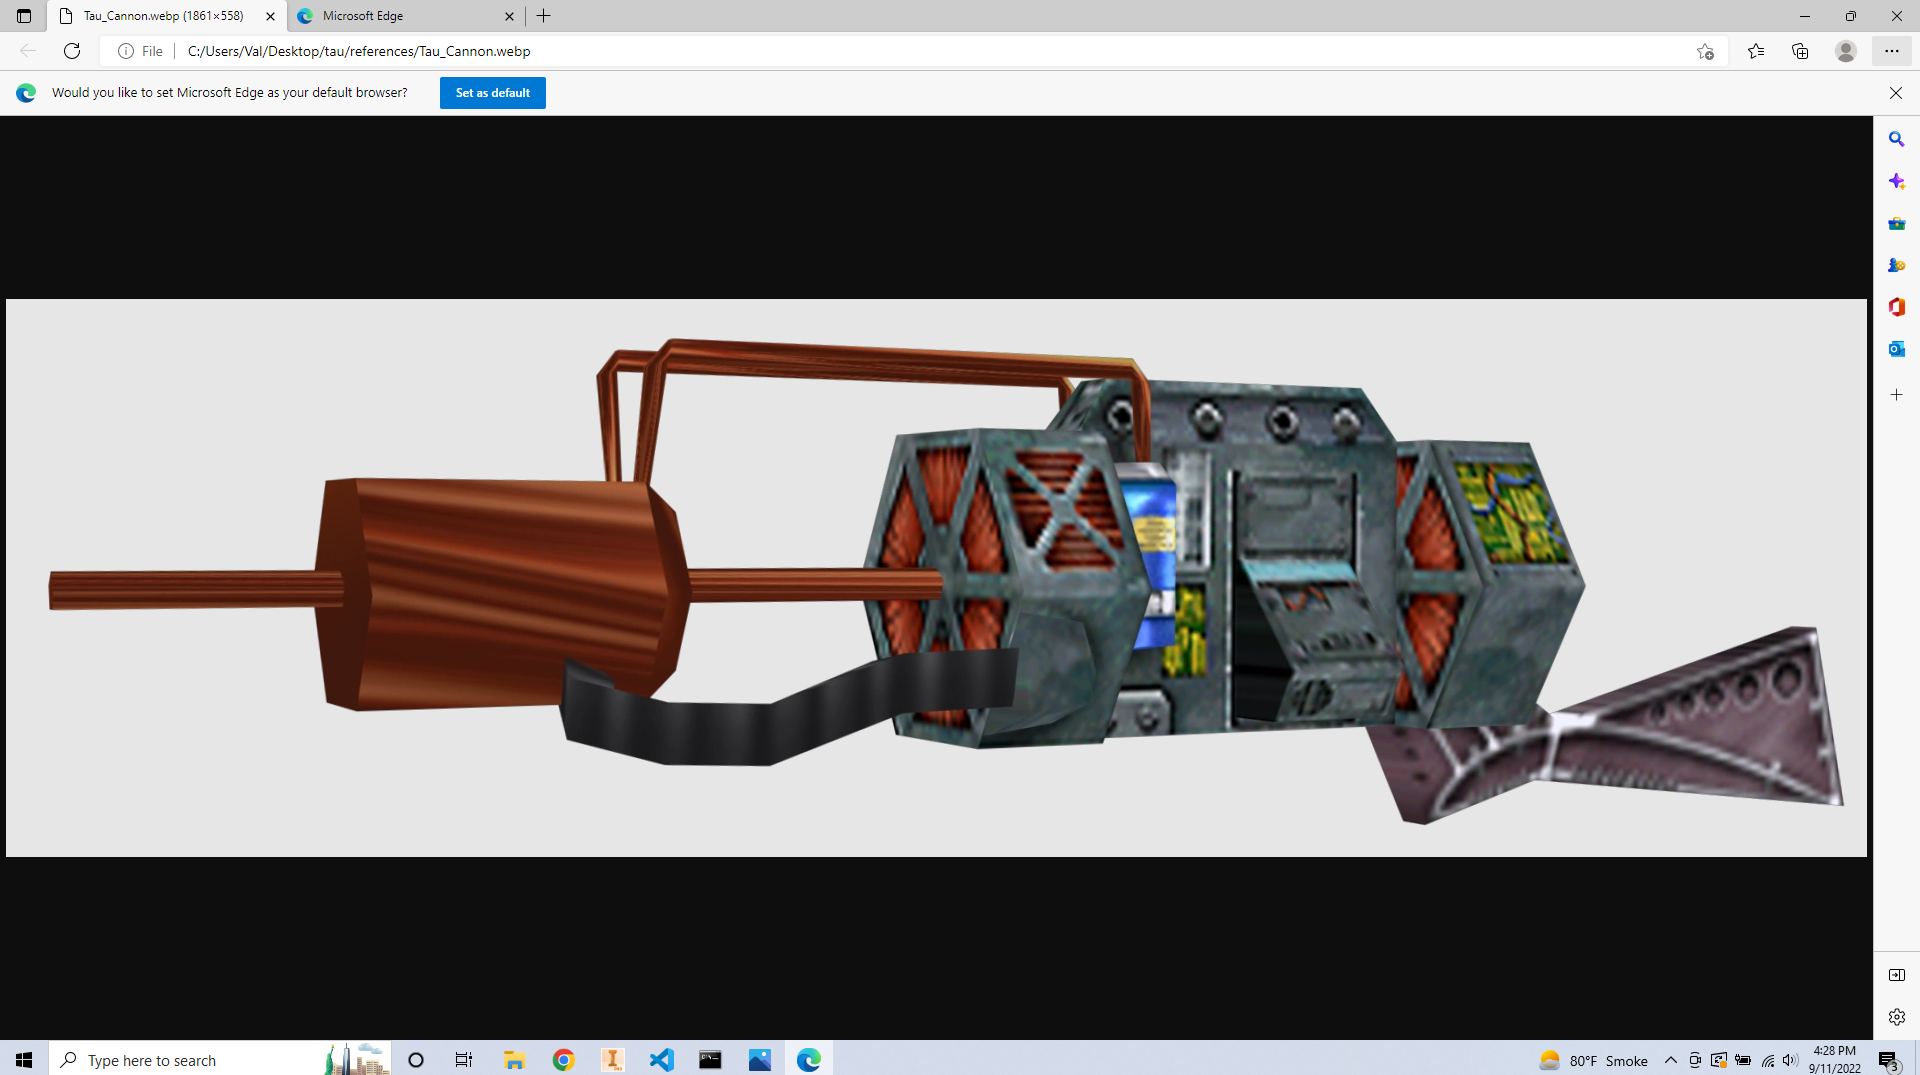 Tau_Cannon.webp (1861×558)
Microsoft Edge
File
C:/Users/Val/Desktop/tau/references/Tau_Cannon.webp
Would you like to set Microsoft Edge as your default browser?
Set as default
Type here to search
80°F Smoke
4:28 PM
9/11/2022
3